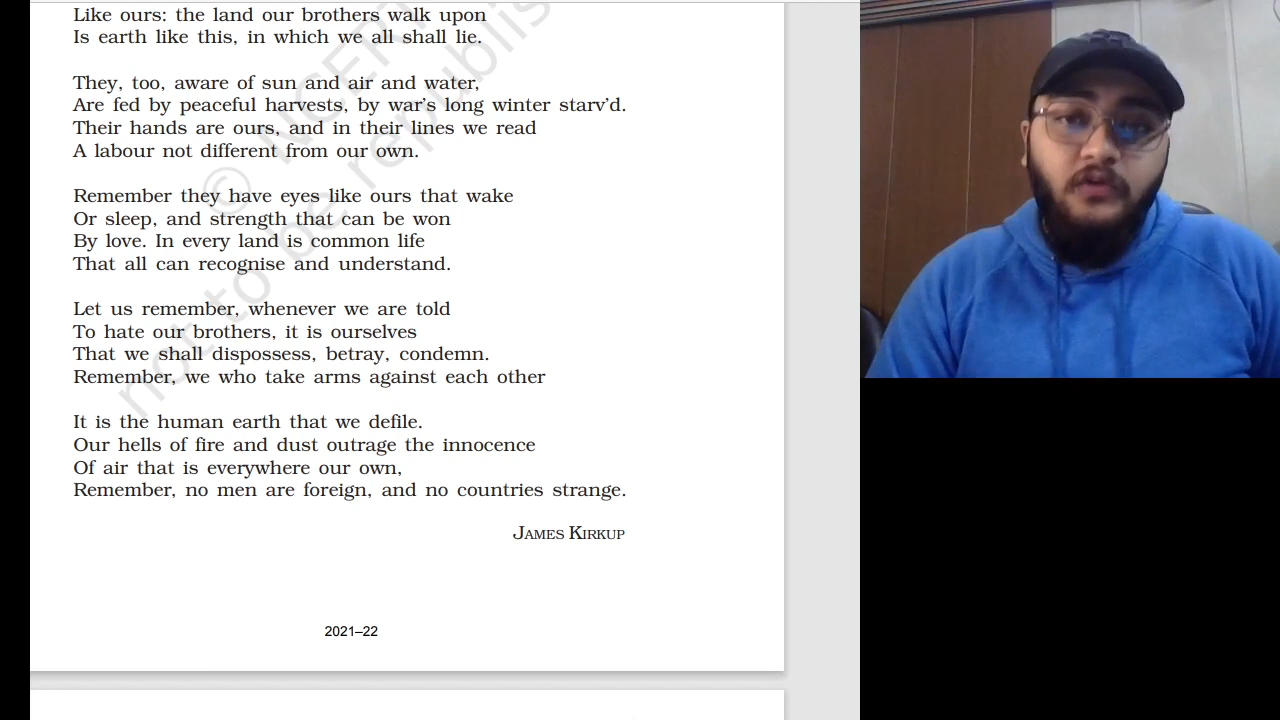 Like ours: the land our brothers walk upon
Is earth like this, in which we all shall lie.
They, too, aware of sun and air and water,
Are fed by peaceful harvests, by war's long winter starv'd.
Their hands are ours, and in their lines we read
A labour not different from our own.
Remember they have eyes like ours that wake
Or sleep, and strength that can be won
By love. In every land is common life
That all can recognise and understand.
Let us remember, whenever we are told
To hate our brothers, it is ourselves
That we shall dispossess, betray, condemn.
Remember, we who take arms against each other
It is the human earth that we defile.
Our hells of fire and dust outrage the innocence
Of air that is everywhere our own,
Remember, no men are foreign, and no countries strange.
JAMES KIRKUP
2021–22
© NCERT
not to be republis